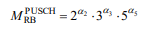 M_RB^PUSCH = 2^α₂ · 3^α₃ · 5^α₅